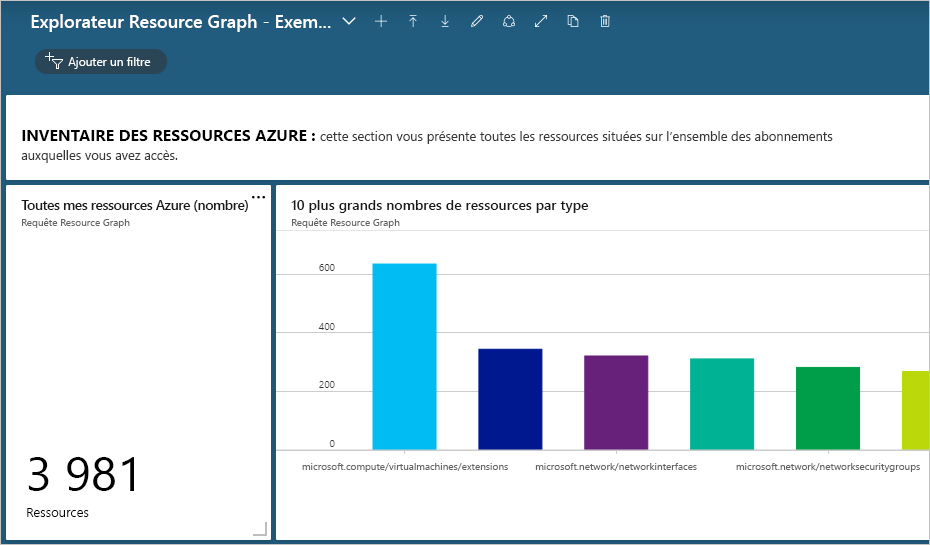 Explorateur Resource Graph - Exem...
Ajouter un filtre
INVENTAIRE DES RESSOURCES AZURE : cette section vous présente toutes les ressources situées sur l’ensemble des abonnements
auxquelles vous avez accès.
Toutes mes ressources Azure (nombre)
Requête Resource Graph
3 981
Ressources
10 plus grands nombres de ressources par type
Requête Resource Graph
600
400
200
0
microsoft.compute/virtualmachines/extensions
microsoft.network/networkinterfaces
microsoft.network/networksecuritygroups